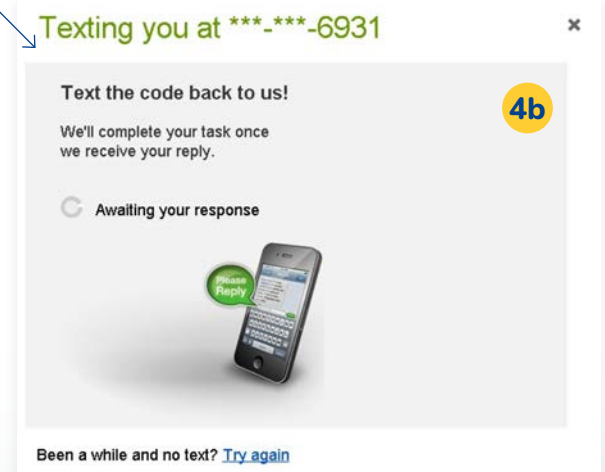 Texting you at ***-***-6931
Text the code back to us!
4b
We'll complete your task once
we receive your reply.
Awaiting your response
Please
Reply
Been a while and no text? Try again